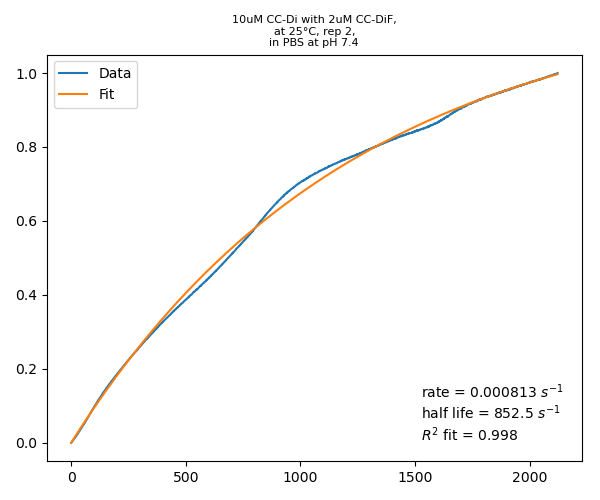 10uM CC-Di with 2uM CC-DiF,
at 25°C, rep 2,
in PBS at pH 7.4
1.0
Data
Fit
0.8
0.6
0.4
0.2
rate = 0.000813 s⁻¹
half life = 852.5 s⁻¹
R² fit = 0.998
0.0
0 500 1000 1500 2000